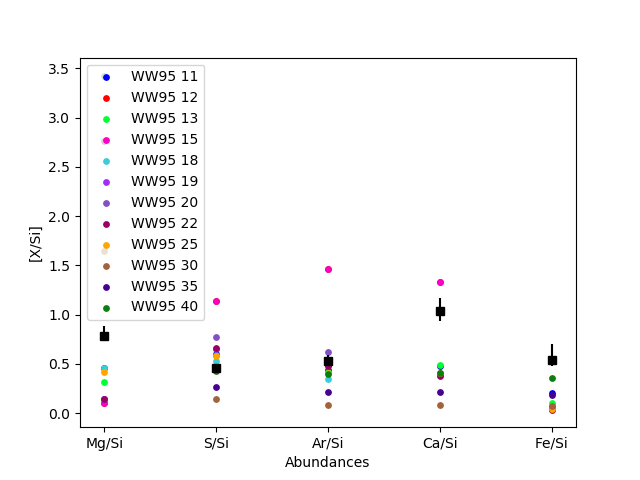 3.5
3.0
2.5
2.0
1.5
1.0
0.5
0.0
[X/Si]
WW95 11
WW95 12
WW95 13
WW95 15
WW95 18
WW95 19
WW95 20
WW95 22
WW95 25
WW95 30
WW95 35
WW95 40
Mg/Si S/Si Ar/Si Ca/Si Fe/Si
Abundances